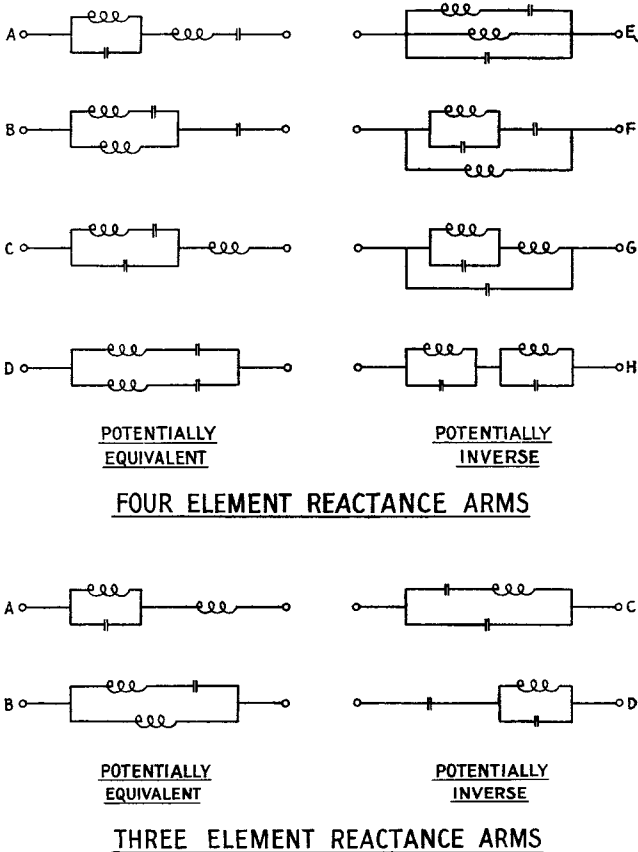 A E
B F
C G
D H
POTENTIALLY POTENTIALLY
EQUIVALENT INVERSE
FOUR ELEMENT REACTANCE ARMS
A C
B D
POTENTIALLY POTENTIALLY
EQUIVALENT INVERSE
THREE ELEMENT REACTANCE ARMS